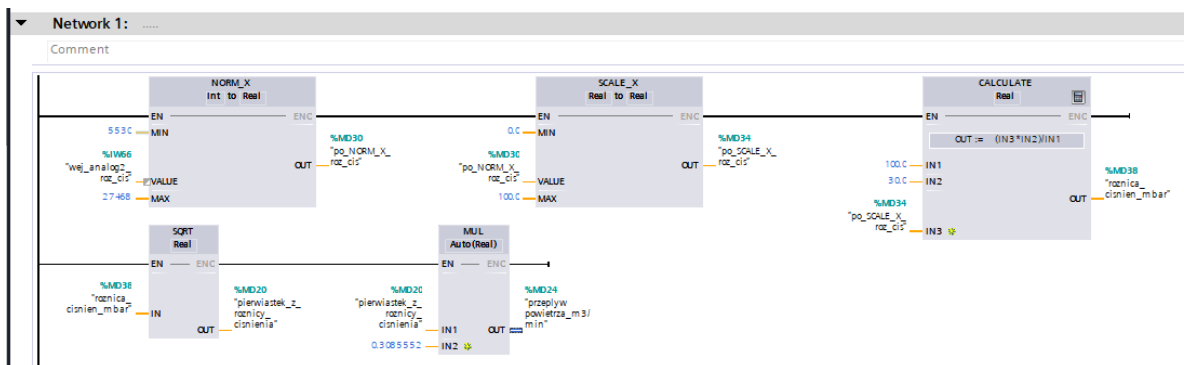 Network 1: .....
Comment
NORM_X
Int to Real
EN ENO
5530 MIN
%IW66
"wej_analog2_
roz_cis" VALUE
27468 MAX
%MD30
"po_NORM_X_
OUT roz_cis"
SCALE_X
Real to Real
EN ENO
0.0 MIN
%MD30
"po_NORM_X_
roz_cis" VALUE
100.0 MAX
%MD34
"po_SCALE_X_
OUT roz_cis"
CALCULATE
Real
EN ENO
OUT := (IN3*IN2)/IN1
100.0 IN1
30.0 IN2
%MD34
"po_SCALE_X_
roz_cis" IN3
%MD38
"roznica_
OUT cisnien_mbar"
SQRT
Real
EN ENO
%MD38
"roznica_
cisnien_mbar" IN
%MD20
"pierwiastek_z_
roznicy_
OUT cisnienia"
MUL
Auto (Real)
EN ENO
%MD20
"pierwiastek_z_
roznicy_
cisnienia" IN1
0.3085552 IN2
%MD24
"przeplyw
powietrza_m3/
OUT min"